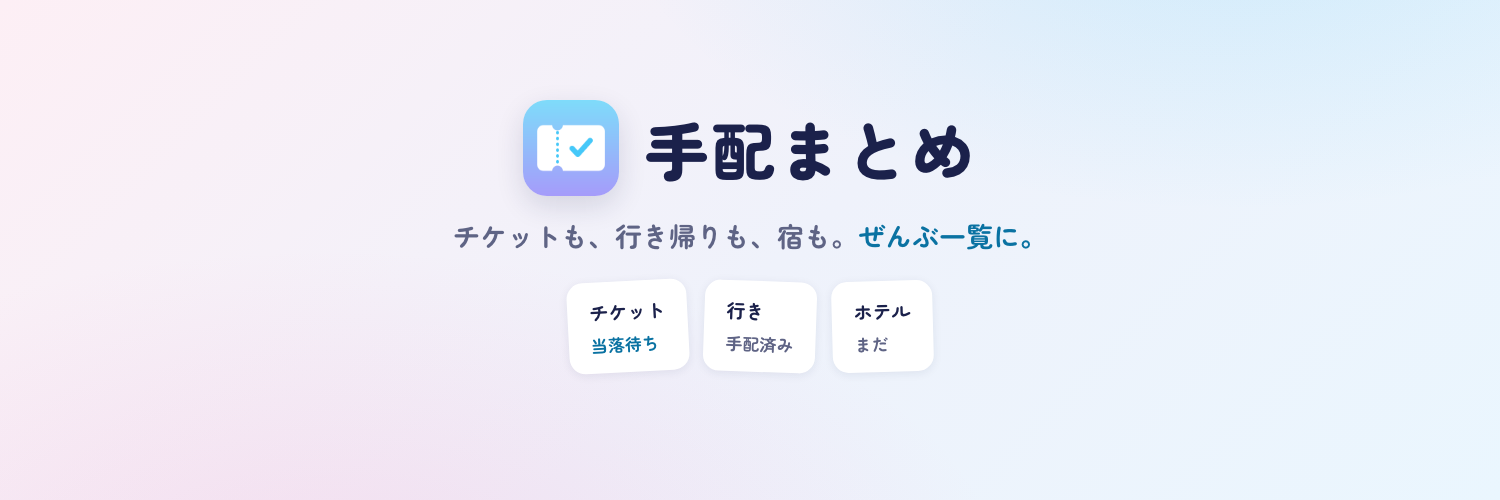 手配まとめ
チケットも、行き帰りも、宿も。ぜんぶ一覧に。
チケット
当落待ち
行き
手配済み
ホテル
まだ